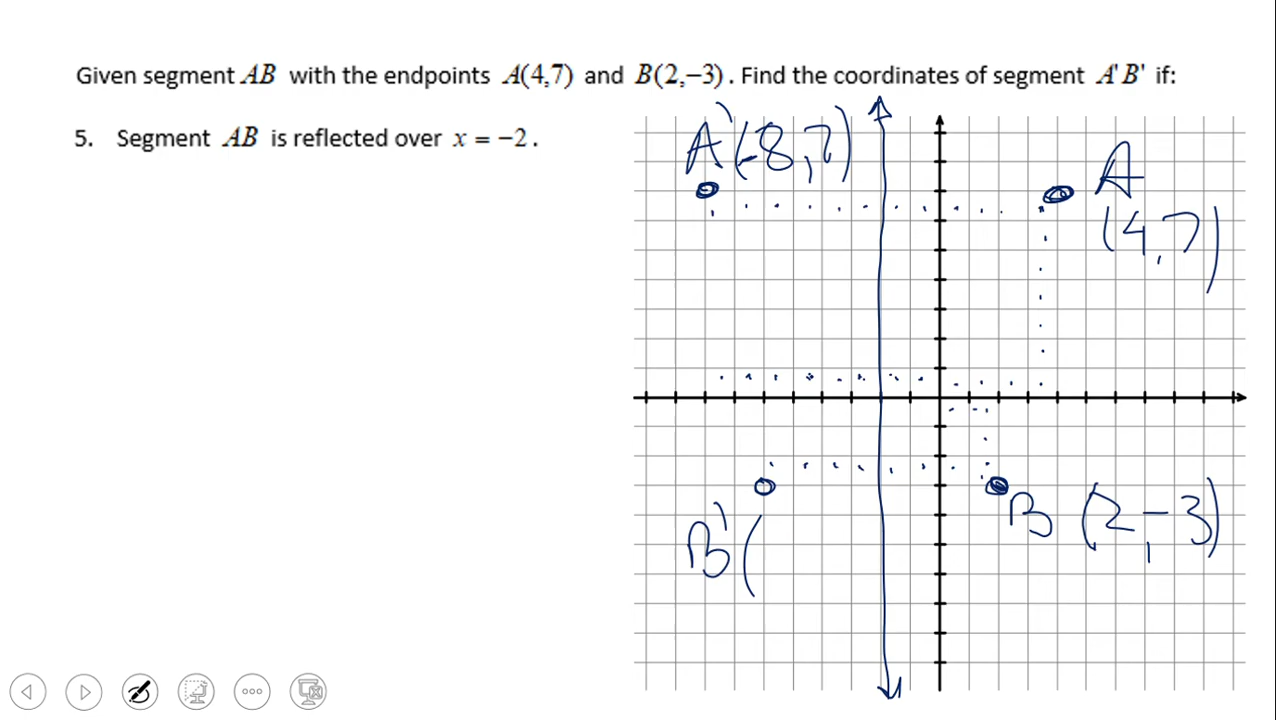 Given segment AB with the endpoints A(4,7) and B(2,−3). Find the coordinates of segment A'B' if:
5. Segment AB is reflected over x = −2.
A'(-8,7)
A
(4,7)
B (2,-3)
B'(